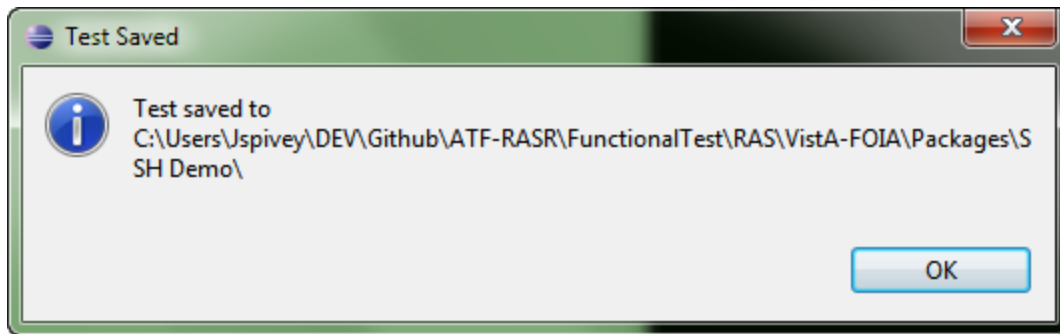 Test Saved
Test saved to
C:\Users\Jspivey\DEV\Github\ATF-RASR\FunctionalTest\RAS\VistA-FOIA\Packages\S
SH Demo\
OK